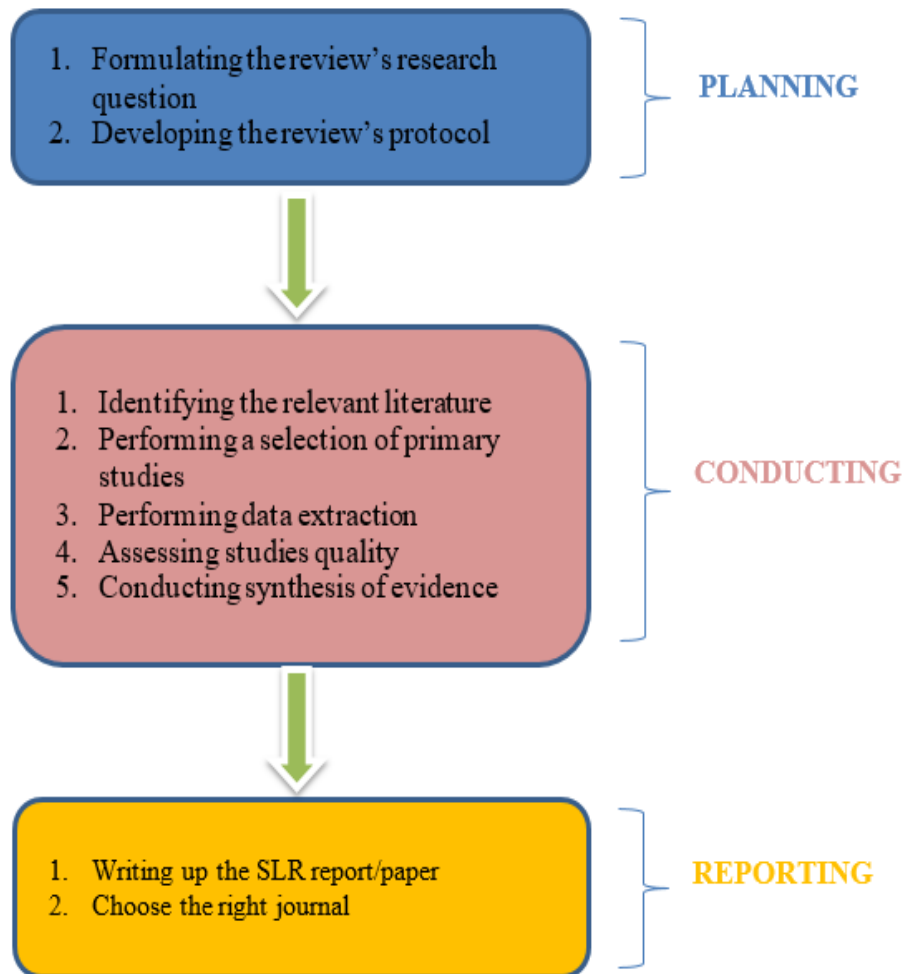 1. Formulating the review's research
question
2. Developing the review's protocol
PLANNING
1. Identifying the relevant literature
2. Performing a selection of primary
studies
3. Performing data extraction
4. Assessing studies quality
5. Conducting synthesis of evidence
CONDUCTING
1. Writing up the SLR report/paper
2. Choose the right journal
REPORTING